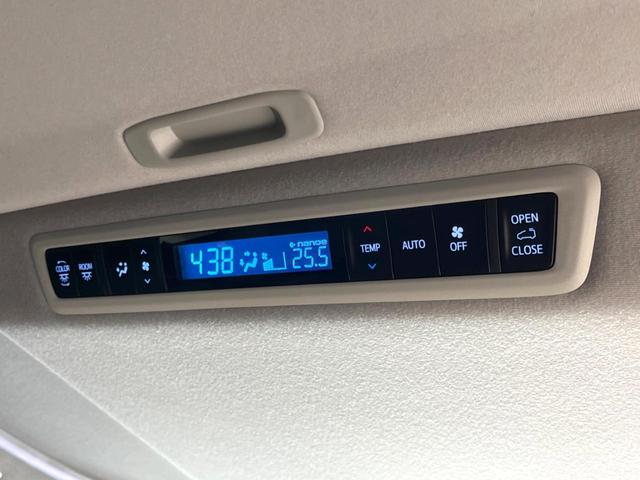 COLOR
ROOM
438
nanoe
25.5
TEMP
AUTO
OFF
OPEN
CLOSE